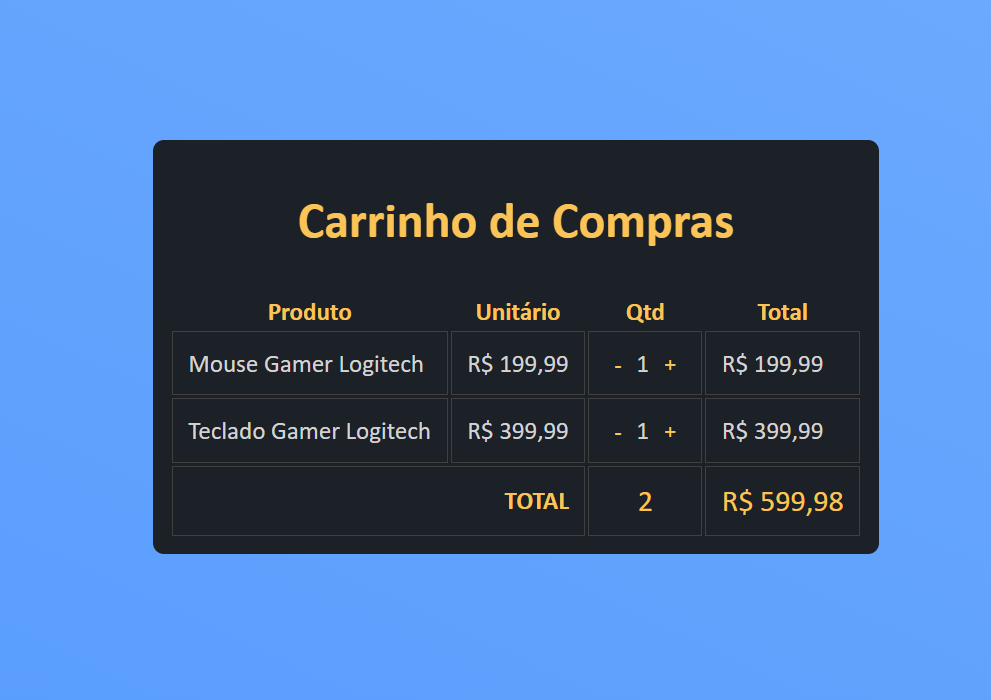 Carrinho de Compras
Produto Unitário Qtd Total
Mouse Gamer Logitech R$ 199,99 - 1 + R$ 199,99
Teclado Gamer Logitech R$ 399,99 - 1 + R$ 399,99
TOTAL 2 R$ 599,98